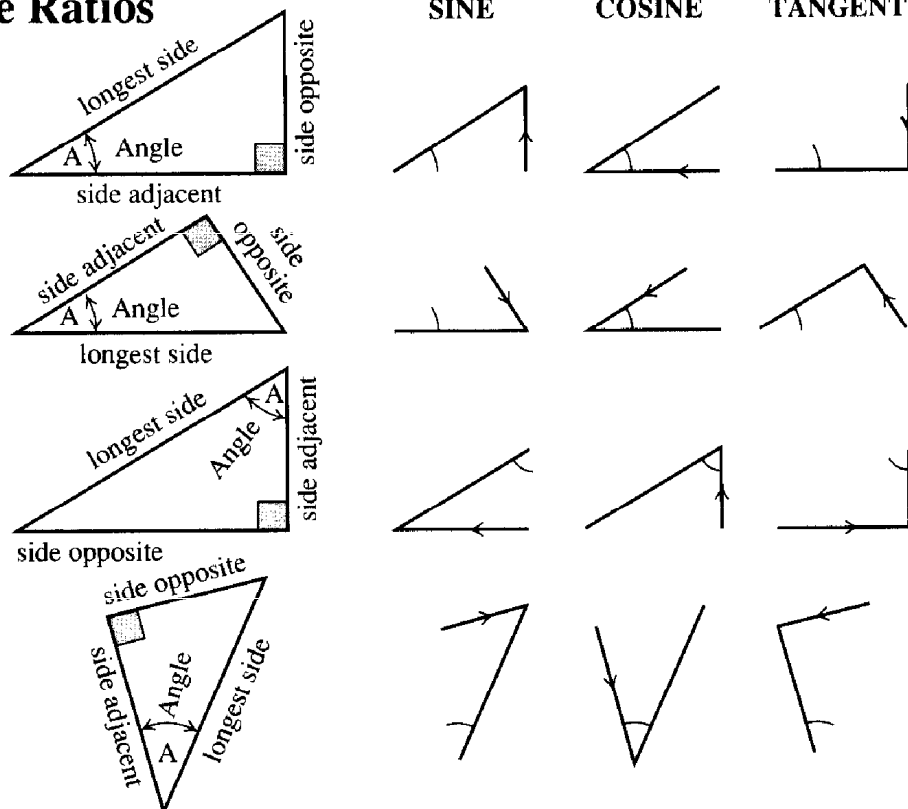 e Ratios
SINE COSINE TANGENT
longest side
side opposite
A Angle
side adjacent
side adjacent
side
opposite
A Angle
longest side
longest side
A
Angle
side adjacent
side opposite
side opposite
side adjacent
Angle
longest side
A